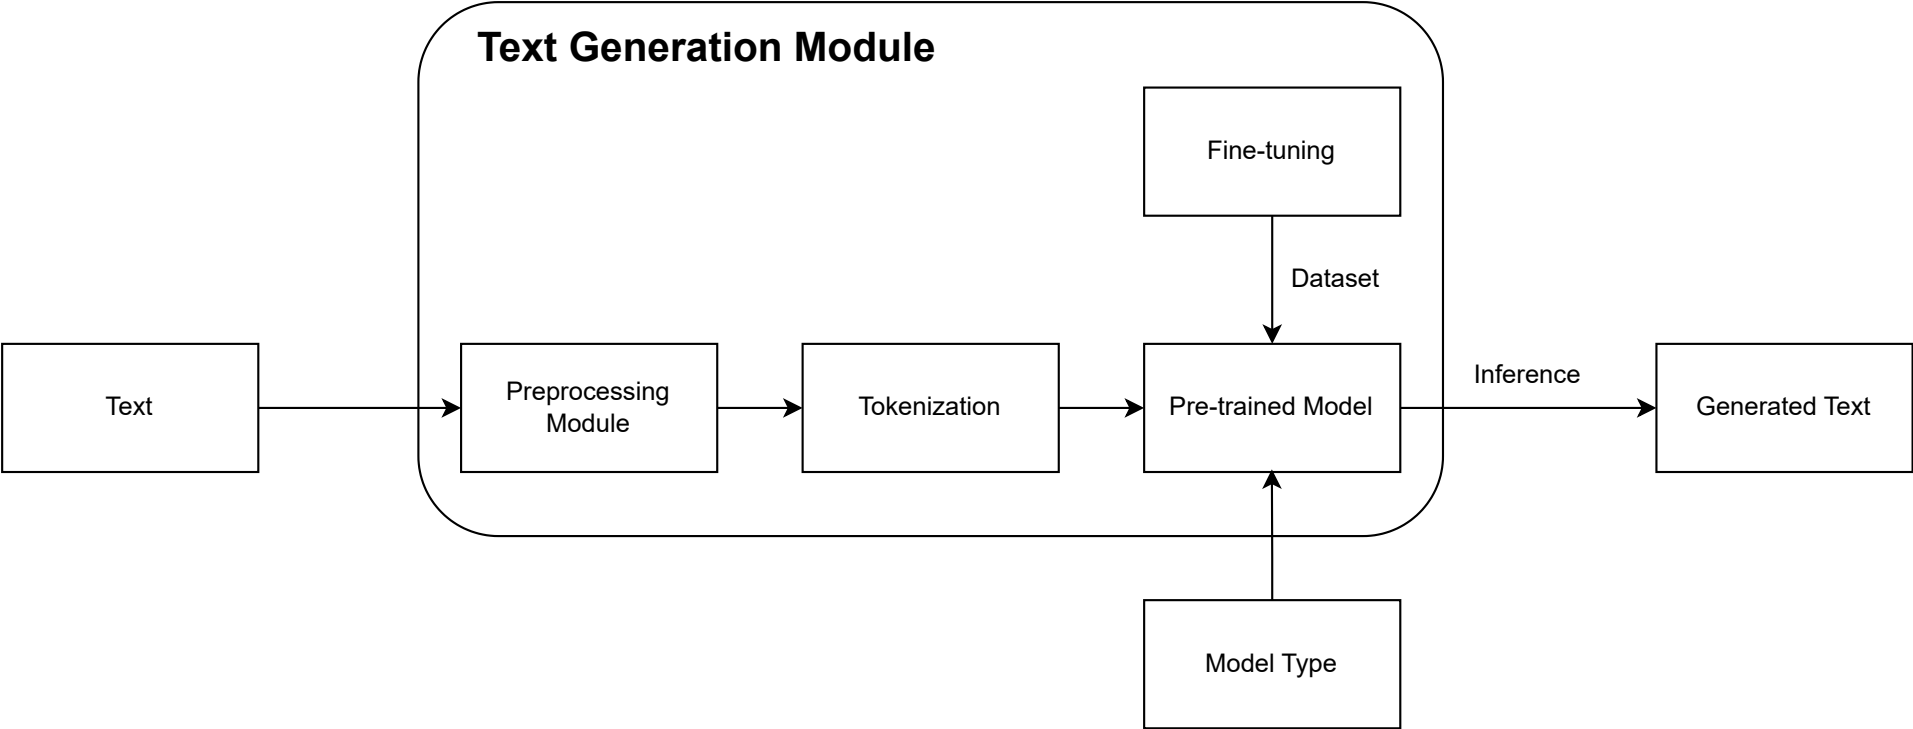 Text Generation Module
Fine-tuning
Dataset
Text
Preprocessing
Module
Tokenization
Pre-trained Model
Inference
Generated Text
Model Type